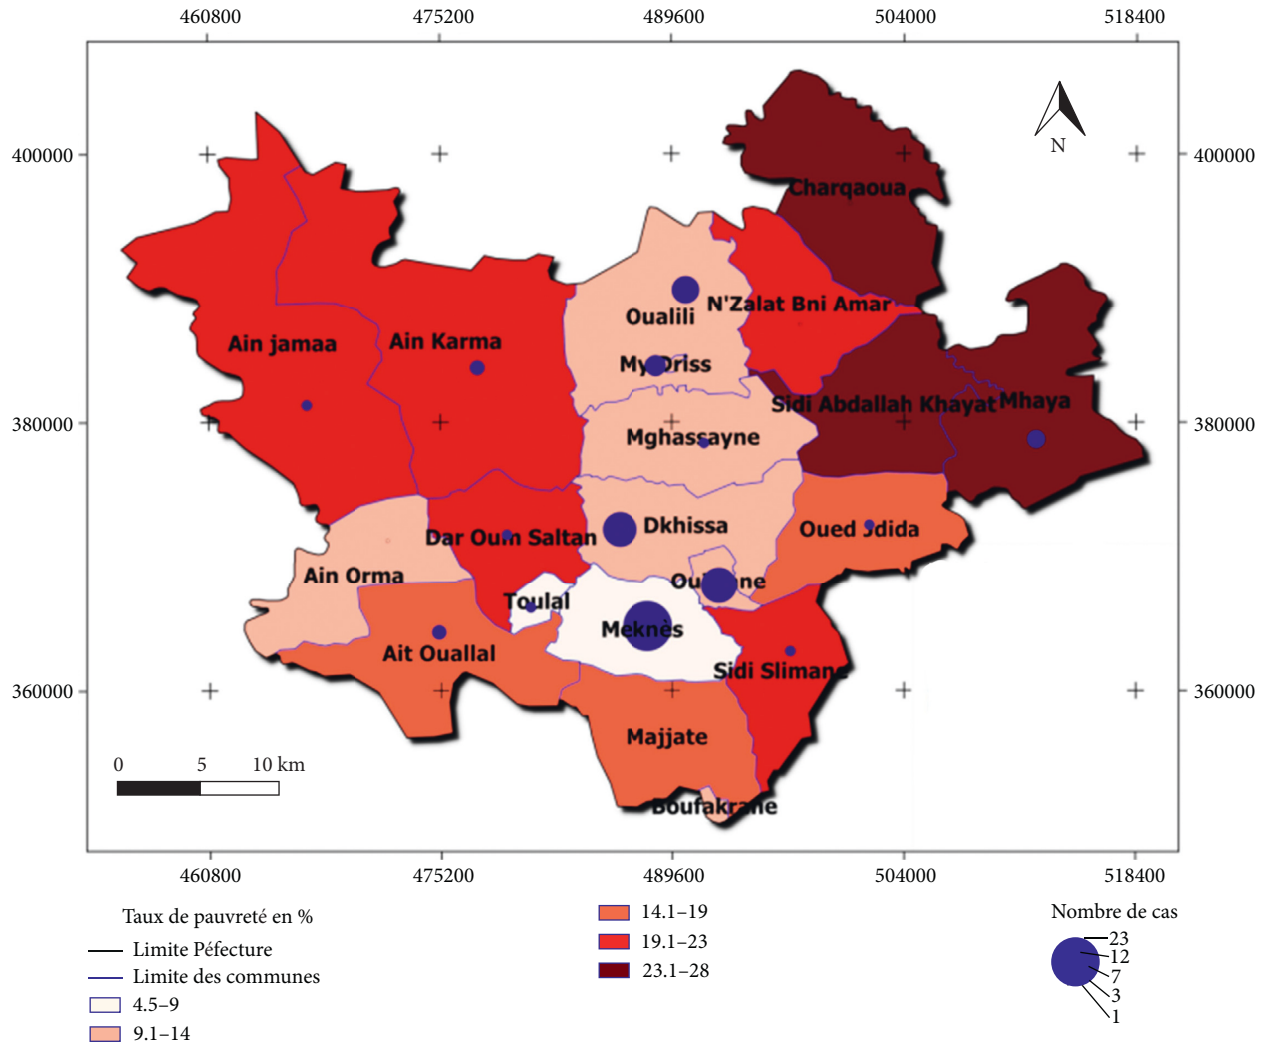 460800 475200 489600 504000 518400
400000 400000
N
Charqaoua
Oualili N'Zalat Bni Amar
Ain jamaa Ain Karma
My Driss
Sidi Abdallah Khayat Mhaya
380000 380000
Mghassayne
Dkhissa
Dar Oum Saltan Oued Jdida
Ain Orma
Toulal
Meknès
Ait Ouallal
Sidi Slimane
360000 360000
Majjate
0 5 10 km
Boufakrane
460800 475200 489600 504000 518400
Taux de pauvreté en %
Limite Péfecture
Limite des communes
4.5–9
9.1–14
14.1–19
19.1–23
23.1–28
Nombre de cas
23
12
7
3
1